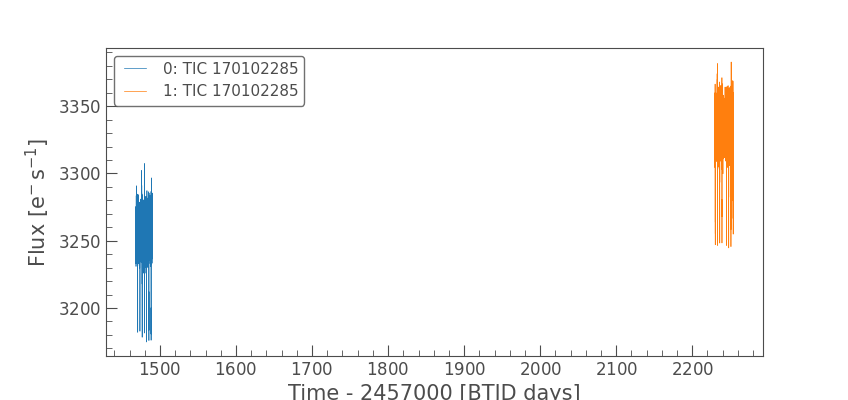 0: TIC 170102285
1: TIC 170102285
Flux [e⁻ s⁻¹]
3350
3300
3250
3200
1500 1600 1700 1800 1900 2000 2100 2200
Time - 2457000 [BTJD days]